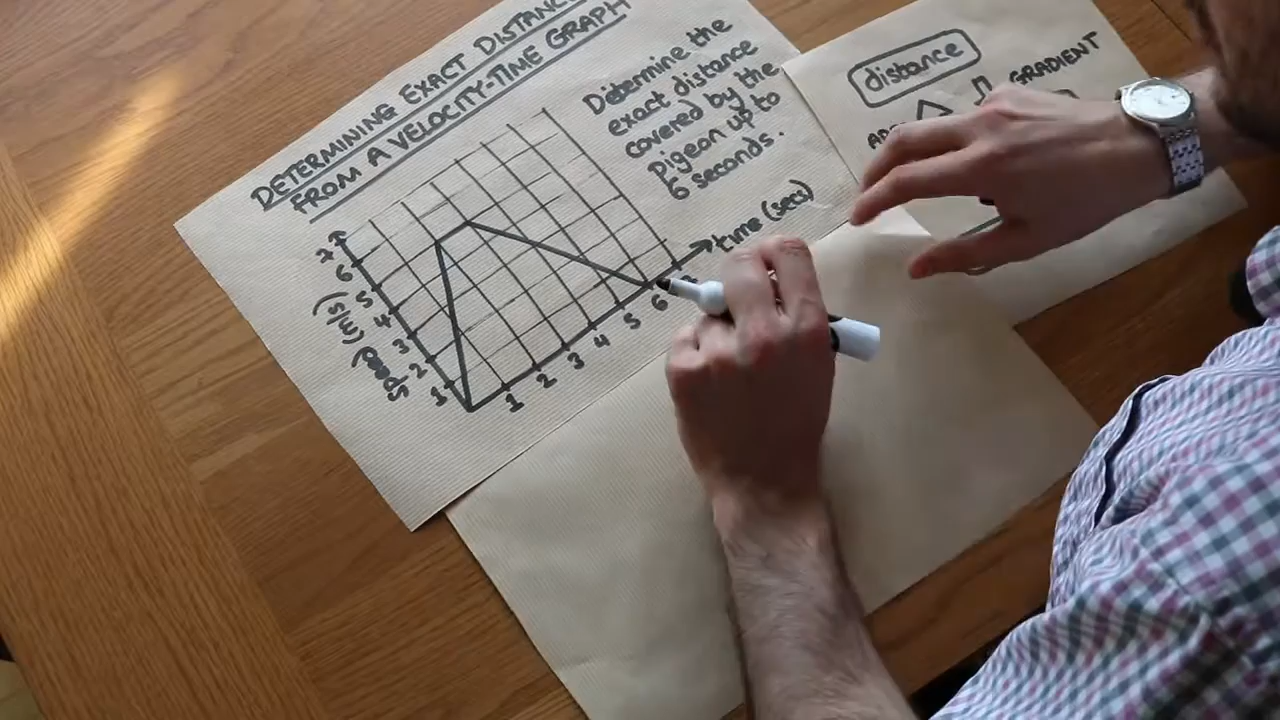 DETERMINING EXACT DISTANCE
FROM A VELOCITY-TIME GRAPH
Determine the
exact distance
covered by the
pigeon up to
6 seconds.
distance
GRADIENT
time (secs)
speed (m/s)
7
6
5
4
3
2
1
1
2
3
4
5
6